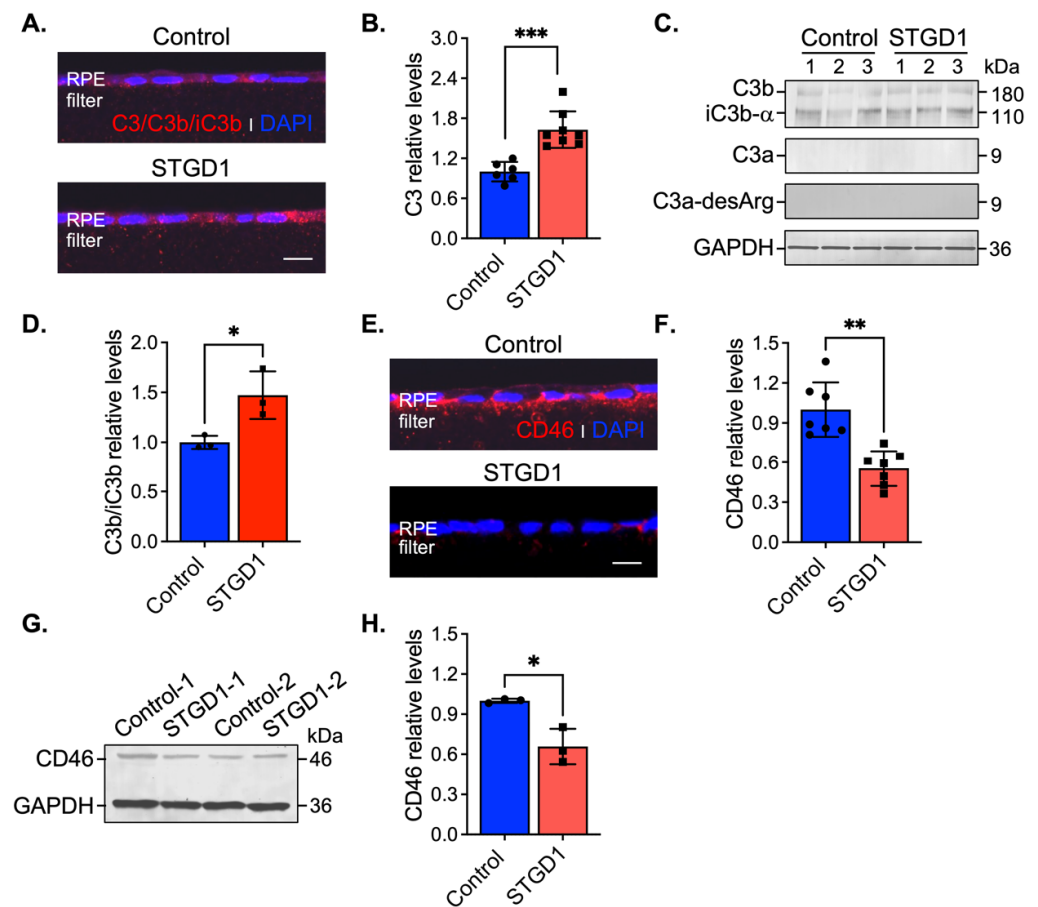 A.
Control
RPE
filter
C3/C3b/iC3b I DAPI
STGD1
RPE
filter
B.
***
C3 relative levels
3.0
2.4
1.8
1.2
0.6
0.0
Control
STGD1
C.
Control STGD1
1 2 3 1 2 3 kDa
C3b 180
iC3b-α 110
C3a 9
C3a-desArg 9
GAPDH 36
D.
*
C3b/iC3b relative levels
2.0
1.5
1.0
0.5
0.0
Control
STGD1
E.
Control
RPE
filter
CD46 I DAPI
STGD1
RPE
filter
F.
**
CD46 relative levels
1.5
1.2
0.9
0.6
0.3
0.0
Control
STGD1
G.
Control-1
STGD1-1
Control-2
STGD1-2
kDa
CD46 46
GAPDH 36
H.
*
CD46 relative levels
1.5
1.2
0.9
0.6
0.3
0.0
Control
STGD1